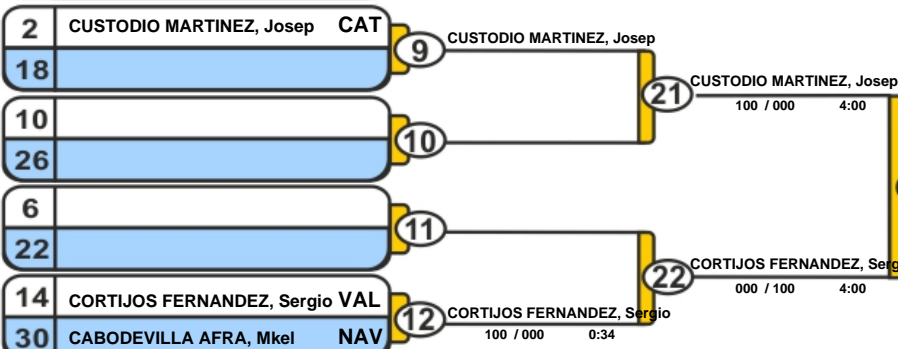 2 CUSTODIO MARTINEZ, Josep CAT
18
9 CUSTODIO MARTINEZ, Josep
21 CUSTODIO MARTINEZ, Josep
100 / 000 4:00
10
26
10
6
22
11
22 CORTIJOS FERNANDEZ, Serg
000 / 100 4:00
14 CORTIJOS FERNANDEZ, Sergio VAL
30 CABODEVILLA AFRA, Mkel NAV
12 CORTIJOS FERNANDEZ, Sergio
100 / 000 0:34